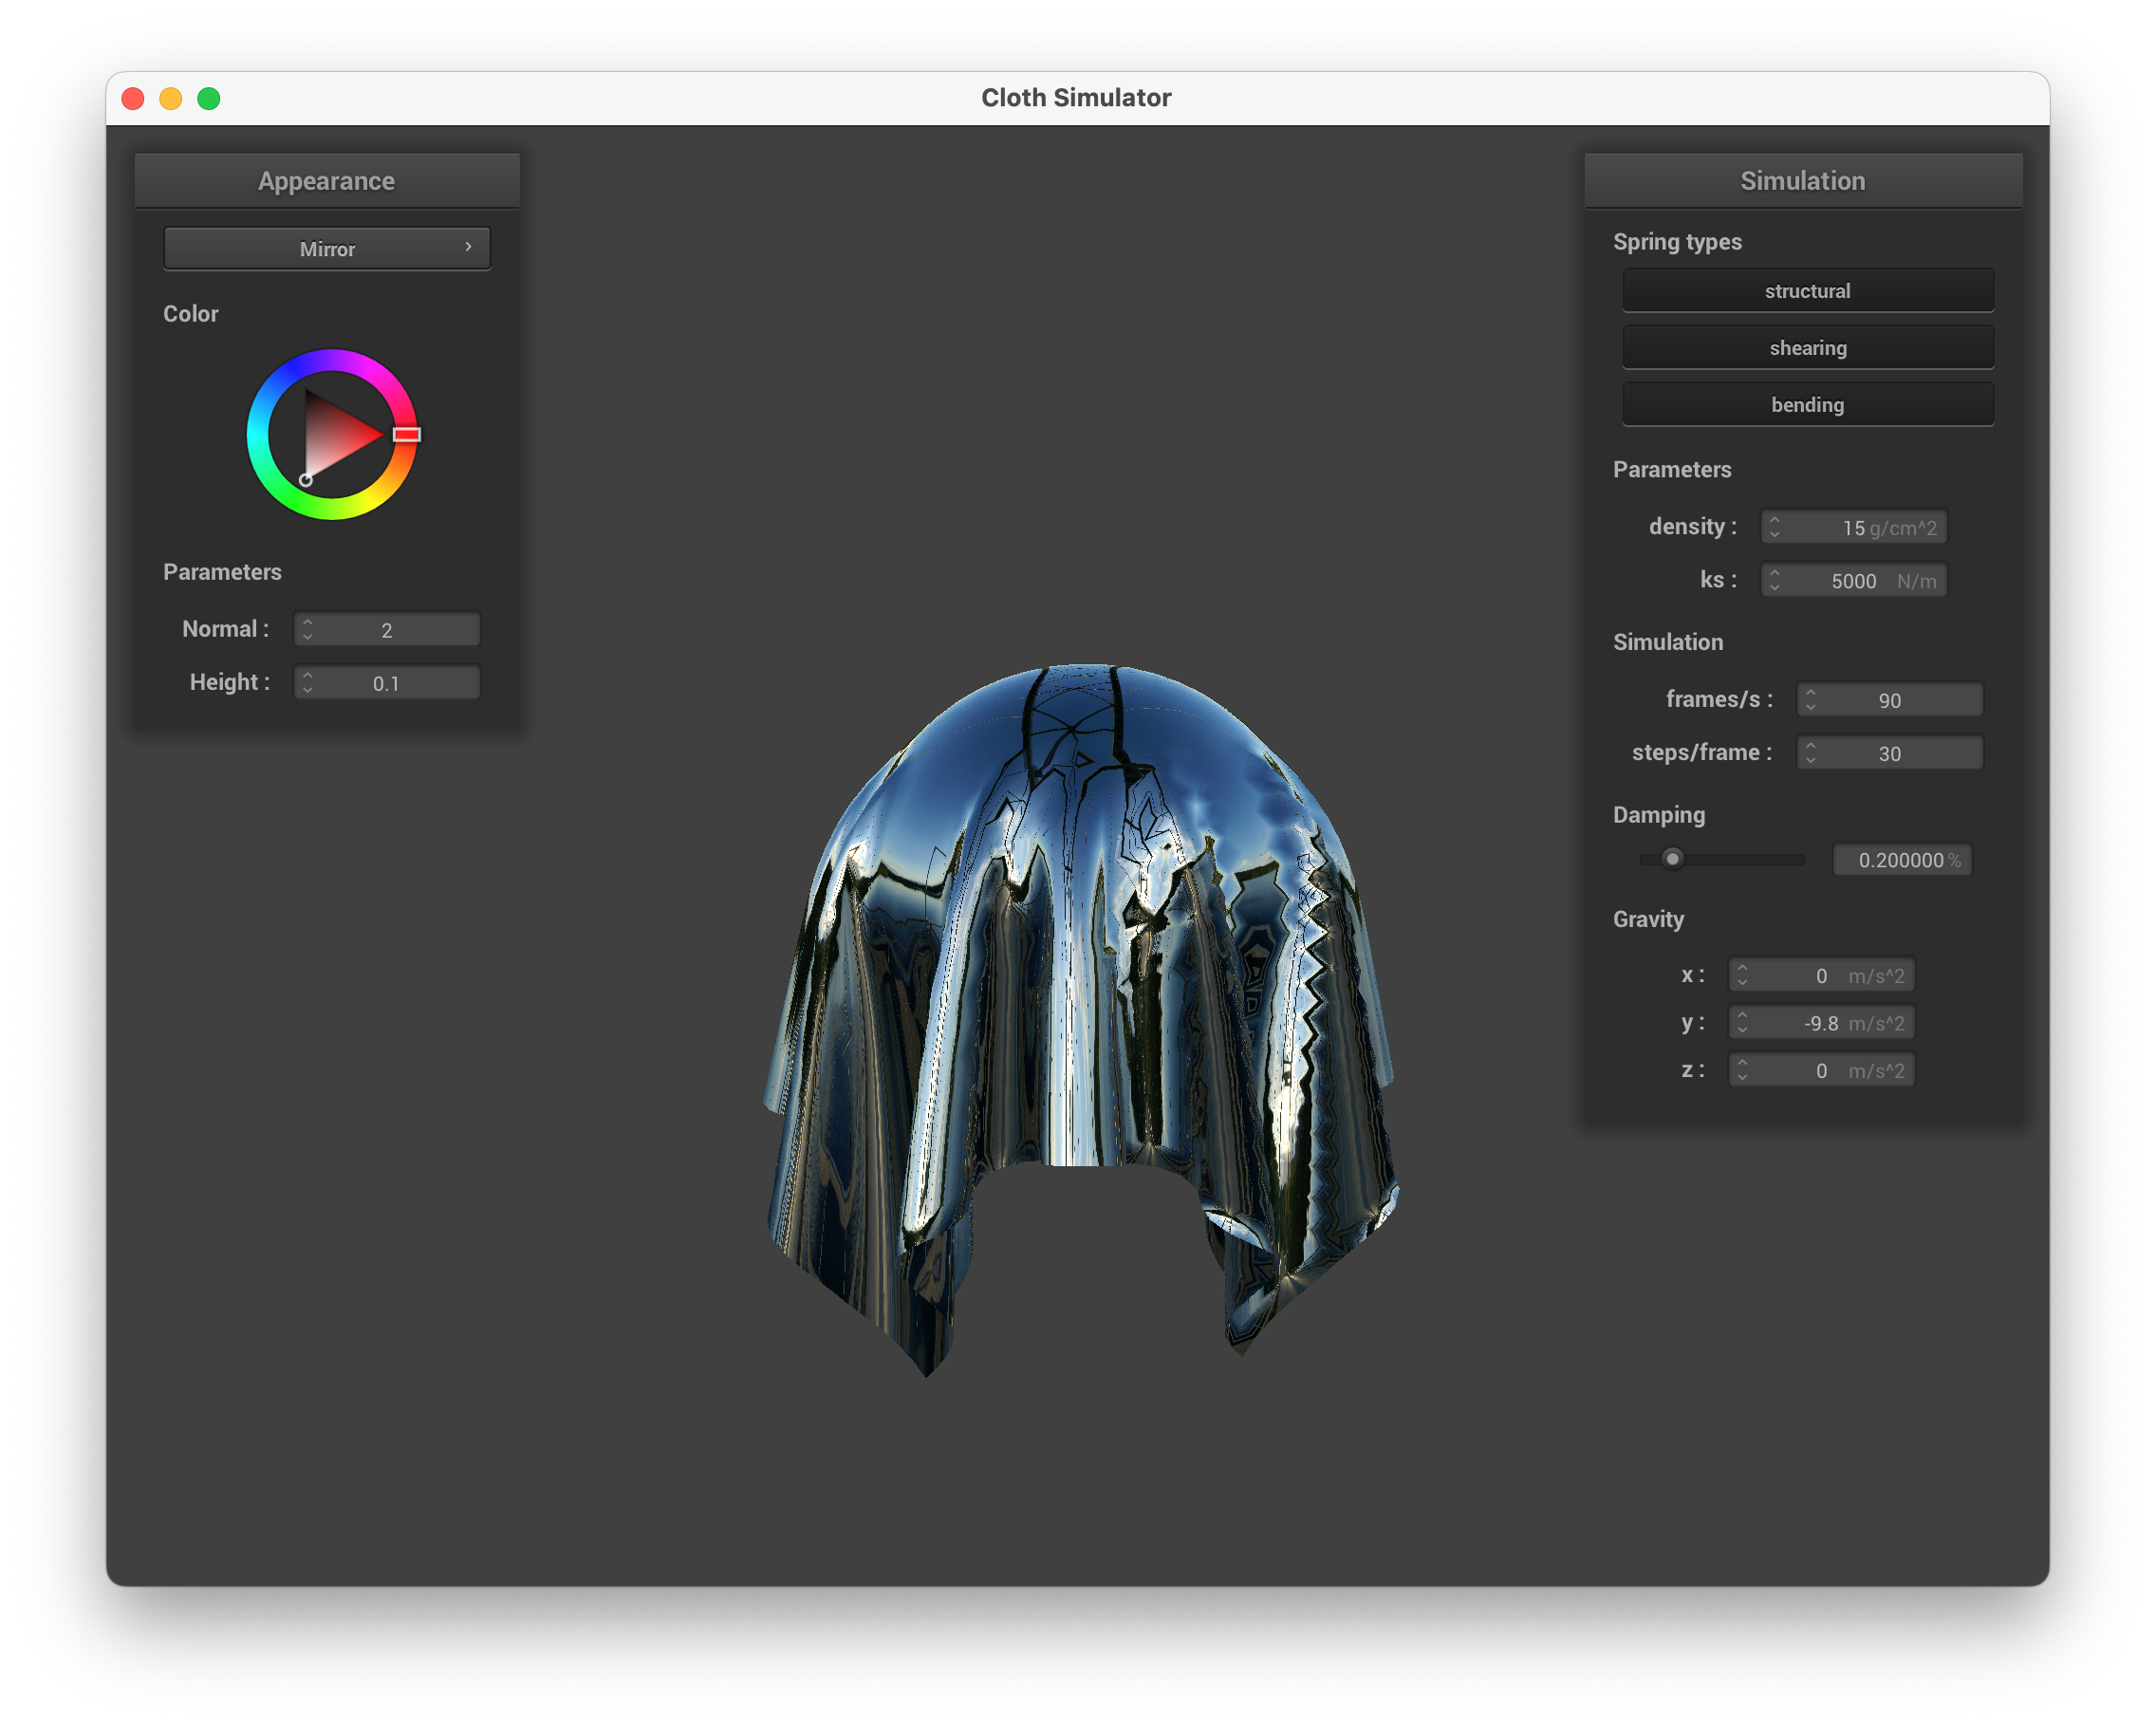 Cloth Simulator
Appearance
Mirror
Color
Parameters
Normal : 2
Height : 0.1
Simulation
Spring types
structural
shearing
bending
Parameters
density : 15 g/cm^2
ks : 5000 N/m
Simulation
frames/s : 90
steps/frame : 30
Damping
0.200000 %
Gravity
x : 0 m/s^2
y : -9.8 m/s^2
z : 0 m/s^2